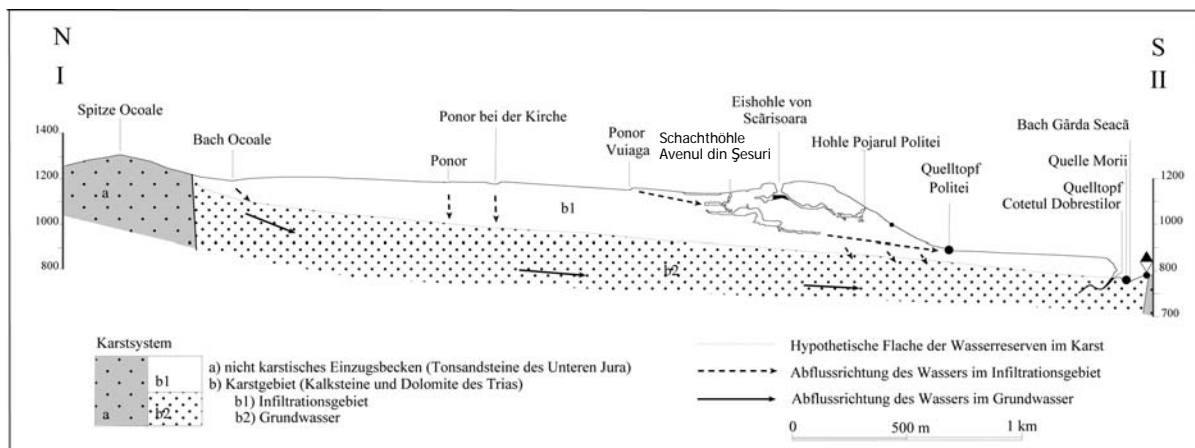 N
I
S
II
Spitze Ocoale
Bach Ocoale
Ponor
Ponor bei der Kirche
Ponor
Vuiaga
Schachthöhle
Avenul din Şesuri
Eishohle von
Scãrisoara
Hohle Pojarul Politei
Quelltopf
Politei
Bach Gârda Seacã
Quelle Morii
Quelltopf
Cotetul Dobrestilor
1400
1200
1000
800
1200
1000
800
700
a
b1
b2
Karstsystem
a
b1
b2
a) nicht karstisches Einzugsbecken (Tonsandsteine des Unteren Jura)
b) Karstgebiet (Kalksteine und Dolomite des Trias)
b1) Infiltrationsgebiet
b2) Grundwasser
Hypothetische Flache der Wasserreserven im Karst
Abflussrichtung des Wassers im Infiltrationsgebiet
Abflussrichtung des Wassers im Grundwasser
0 500 m 1 km